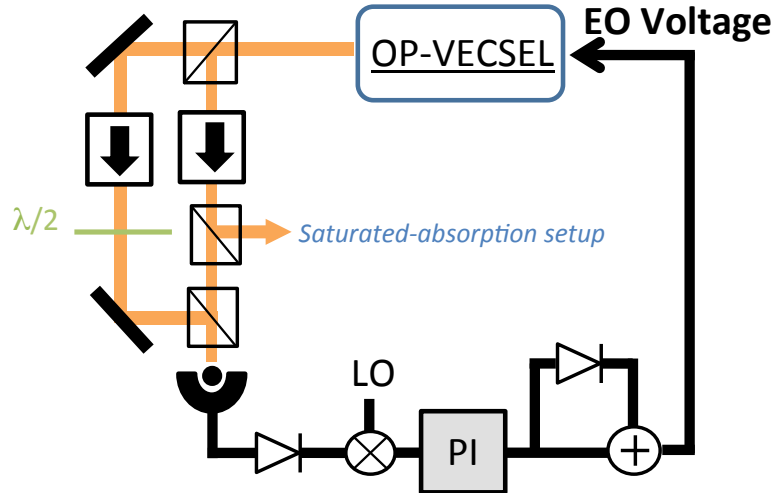 EO Voltage
OP-VECSEL
λ/2
Saturated-absorption setup
LO
PI